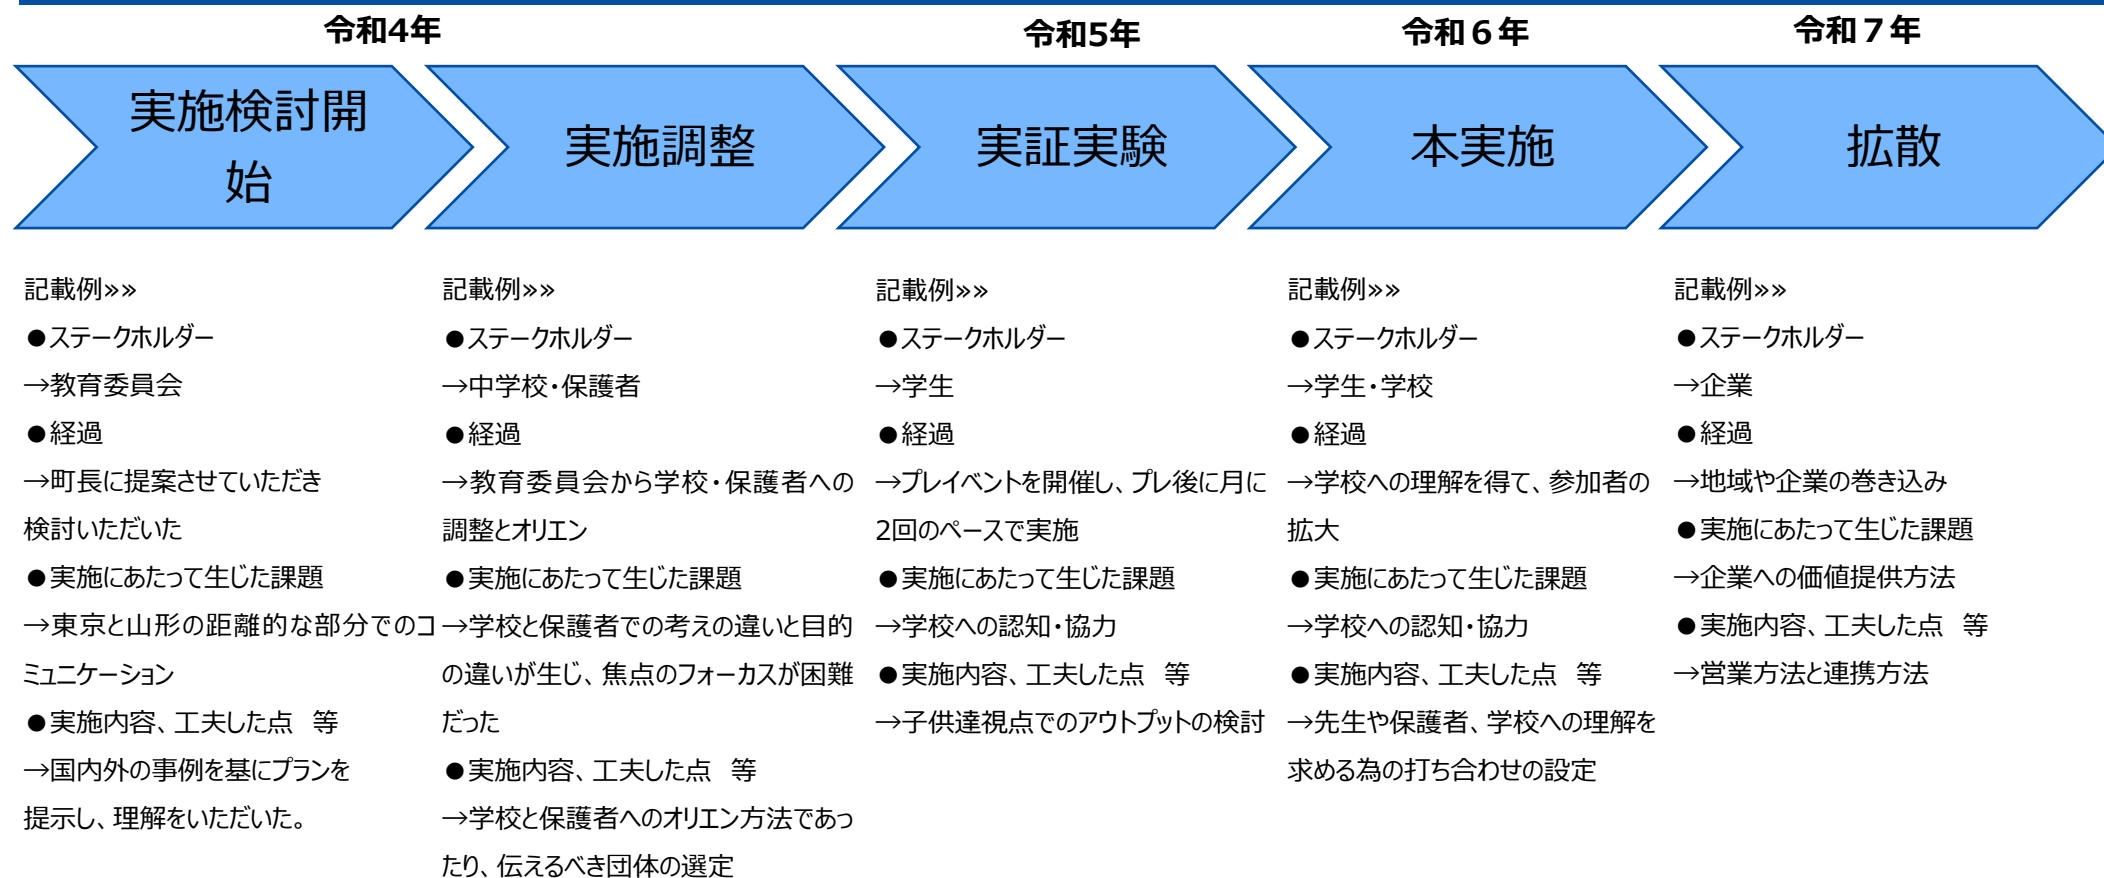 令和4年
令和5年
令和６年
令和７年
実施検討開
始
実施調整
実証実験
本実施
拡散
記載例»»
●ステークホルダー
→教育委員会
●経過
→町長に提案させていただき
検討いただいた
●実施にあたって生じた課題
→東京と山形の距離的な部分でのコ
ミュニケーション
●実施内容、工夫した点　等
→国内外の事例を基にプランを
提示し、理解をいただいた。
記載例»»
●ステークホルダー
→中学校・保護者
●経過
→教育委員会から学校・保護者への
調整とオリエン
●実施にあたって生じた課題
→学校と保護者での考えの違いと目的
の違いが生じ、焦点のフォーカスが困難
だった
●実施内容、工夫した点　等
→学校と保護者へのオリエン方法であっ
たり、伝えるべき団体の選定
記載例»»
●ステークホルダー
→学生
●経過
→プレイベントを開催し、プレ後に月に
2回のペースで実施
●実施にあたって生じた課題
→学校への認知・協力
●実施内容、工夫した点　等
→子供達視点でのアウトプットの検討
記載例»»
●ステークホルダー
→学生・学校
●経過
→学校への理解を得て、参加者の
拡大
●実施にあたって生じた課題
→学校への認知・協力
●実施内容、工夫した点　等
→先生や保護者、学校への理解を
求める為の打ち合わせの設定
記載例»»
●ステークホルダー
→企業
●経過
→地域や企業の巻き込み
●実施にあたって生じた課題
→企業への価値提供方法
●実施内容、工夫した点　等
→営業方法と連携方法